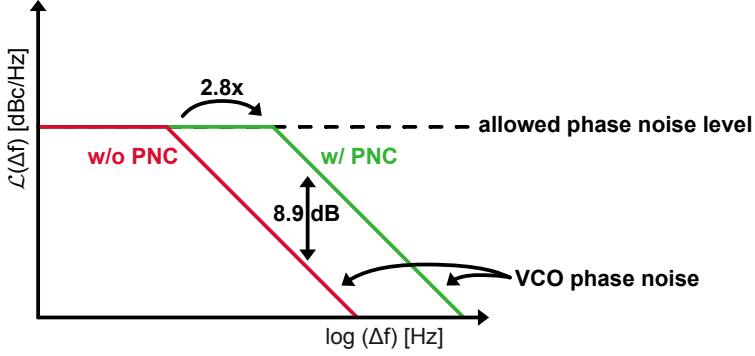 2.8x
ℒ(Δf) [dBc/Hz]
allowed phase noise level
w/o PNC
w/ PNC
8.9 dB
VCO phase noise
log (Δf) [Hz]